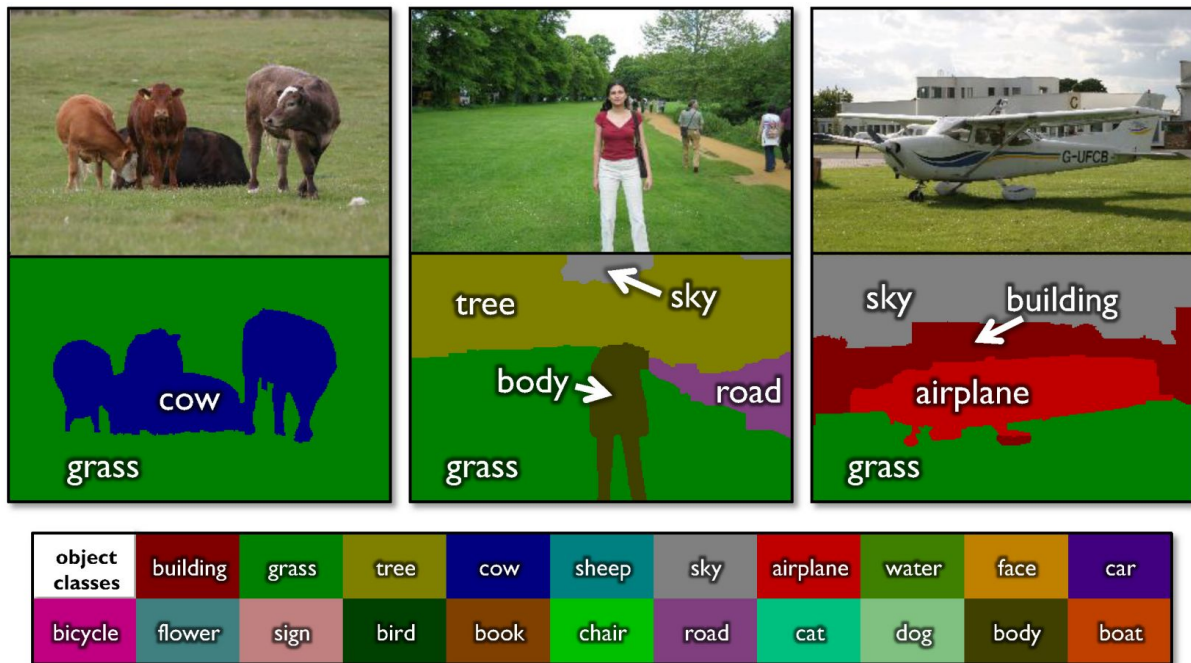 C
G-UFCB
cow
grass
tree
sky
body
road
grass
sky
building
airplane
grass
object classes
building
grass
tree
cow
sheep
sky
airplane
water
face
car
bicycle
flower
sign
bird
book
chair
road
cat
dog
body
boat